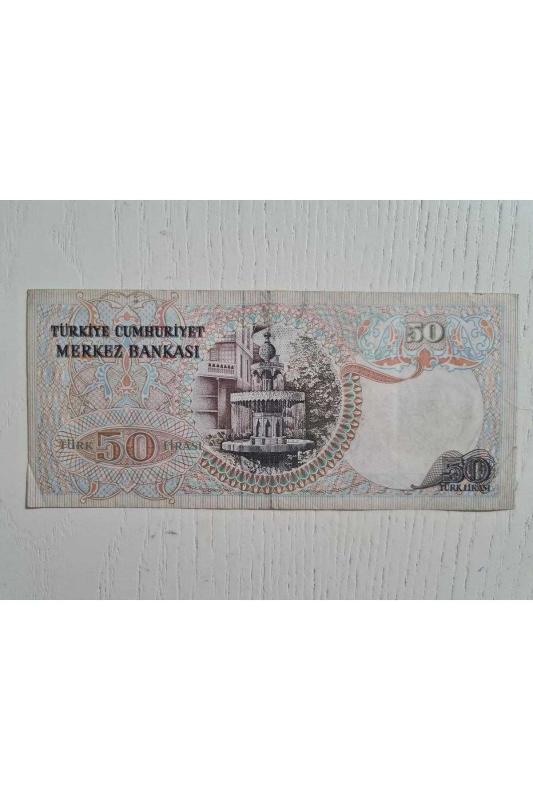 TÜRKİYE CUMHURİYET
MERKEZ BANKASI
50
TÜRK 50 LİRASI
50
TÜRK LİRASI